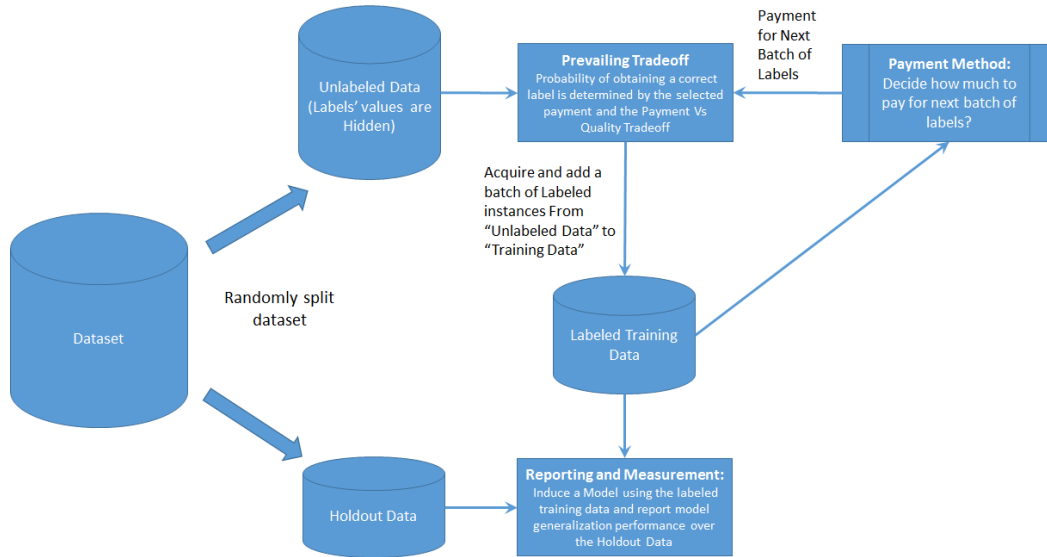 Unlabeled Data
(Labels' values are
Hidden)
Prevailing Tradeoff
Probability of obtaining a correct
label is determined by the selected
payment and the Payment Vs
Quality Tradeoff
Payment
for Next
Batch of
Labels
Payment Method:
Decide how much to
pay for next batch of
labels?
Acquire and add a
batch of Labeled
instances From
“Unlabeled Data” to
“Training Data”
Randomly split
dataset
Dataset
Labeled Training
Data
Holdout Data
Reporting and Measurement:
Induce a Model using the labeled
training data and report model
generalization performance over
the Holdout Data